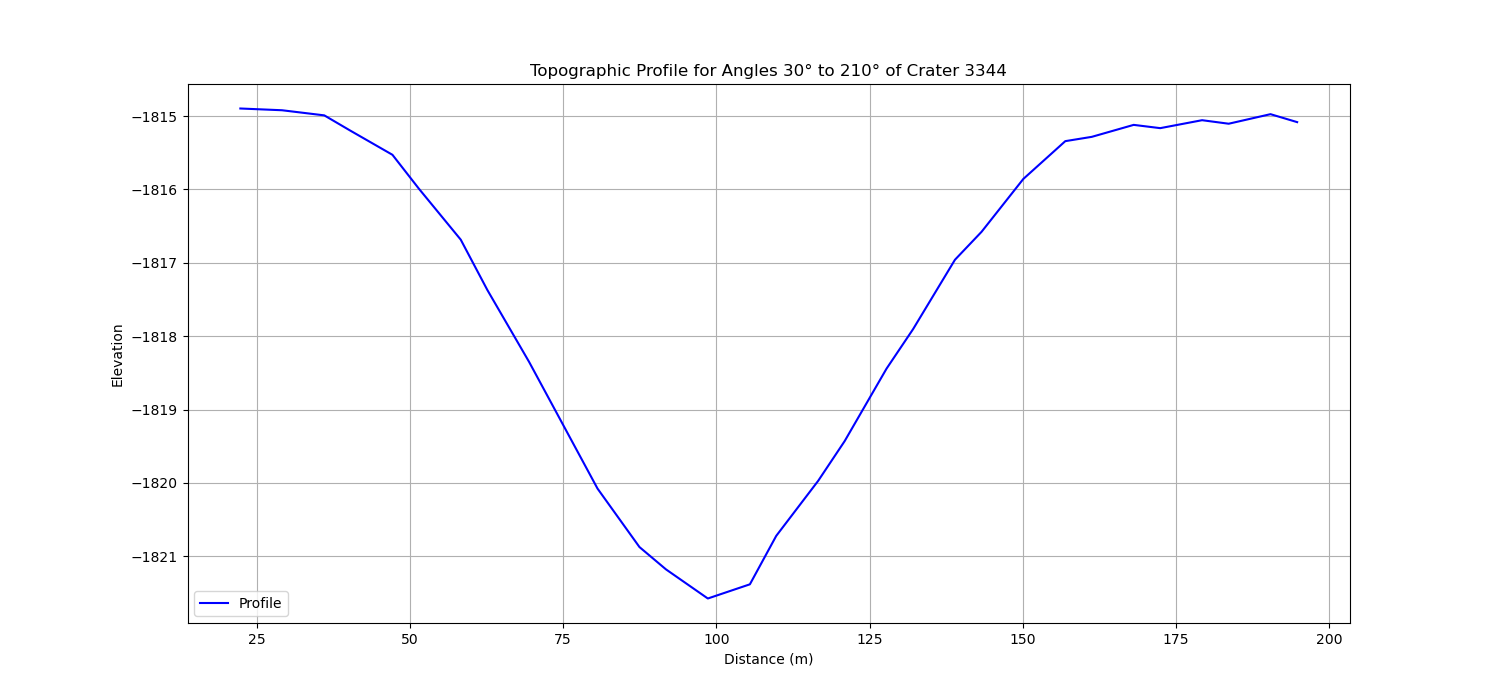 Topographic Profile for Angles 30° to 210° of Crater 3344
Elevation
−1815
−1816
−1817
−1818
−1819
−1820
−1821
Profile
25 50 75 100 125 150 175 200
Distance (m)